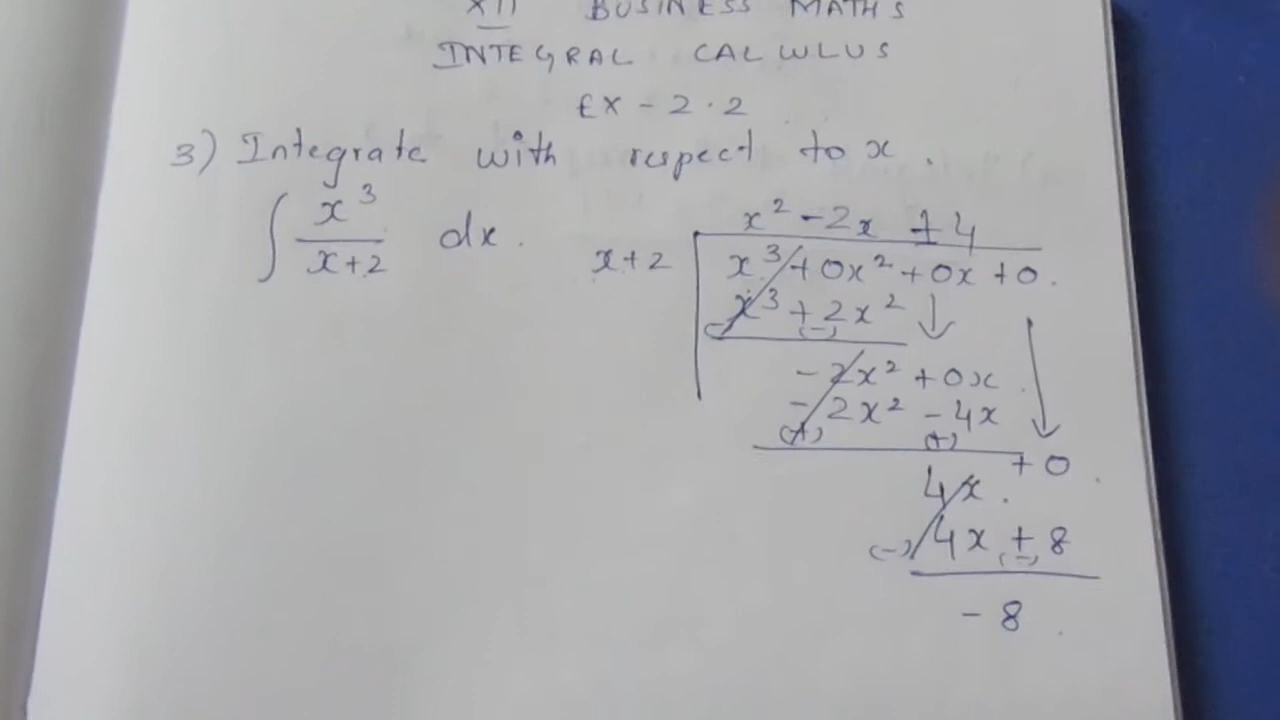 XII BUSINESS MATHS
INTEGRAL CALCULUS
EX - 2.2
3) Integrate with respect to x.
∫ x³/(x+2) dx.
x² - 2x + 4
x+2
x³ + 0x² + 0x + 0.
x³ + 2x²
(-) (-)
- 2x² + 0x
- 2x² - 4x
(+) (+)
4x + 0
4x + 8
(-) (-)
- 8